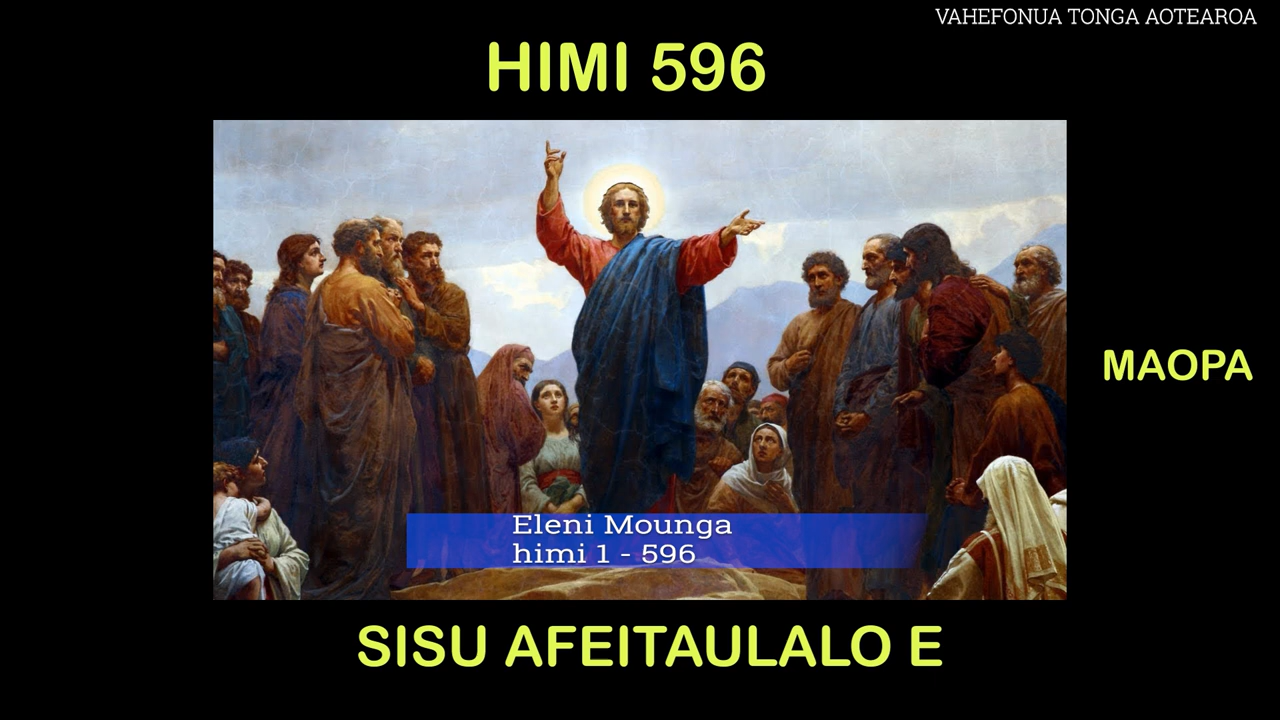 VAHEFONUA TONGA AOTEAROA
HIMI 596
MAOPA
Eleni Mounga
himi 1 - 596
SISU AFEITAULALO E